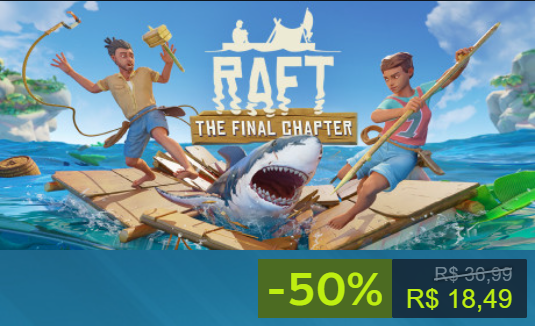 RAFT
THE FINAL CHAPTER
-50%
R$ 36,99
R$ 18,49